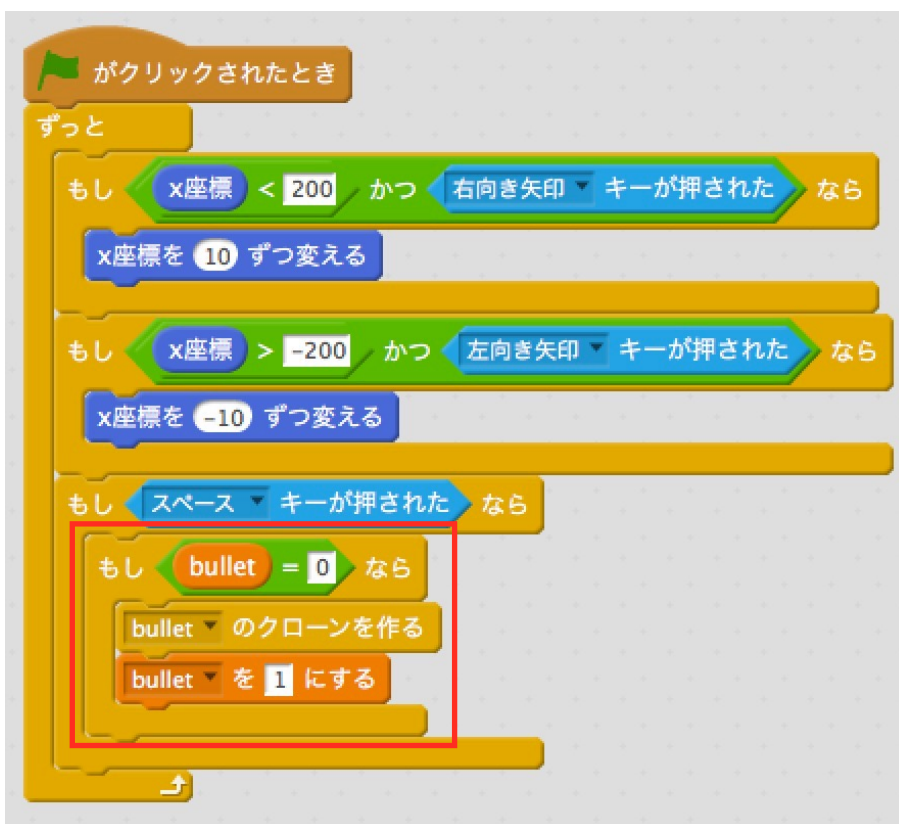 がクリックされたとき
ずっと
もし x座標 < 200 かつ 右向き矢印 キーが押された なら
x座標を 10 ずつ変える
もし x座標 > -200 かつ 左向き矢印 キーが押された なら
x座標を -10 ずつ変える
もし スペース キーが押された なら
もし bullet = 0 なら
bullet のクローンを作る
bullet を 1 にする